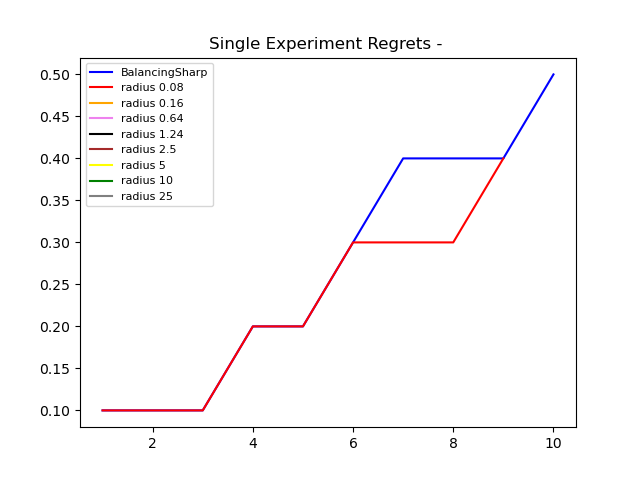 Single Experiment Regrets -
BalancingSharp
radius 0.08
radius 0.16
radius 0.64
radius 1.24
radius 2.5
radius 5
radius 10
radius 25
0.50
0.45
0.40
0.35
0.30
0.25
0.20
0.15
0.10
2 4 6 8 10